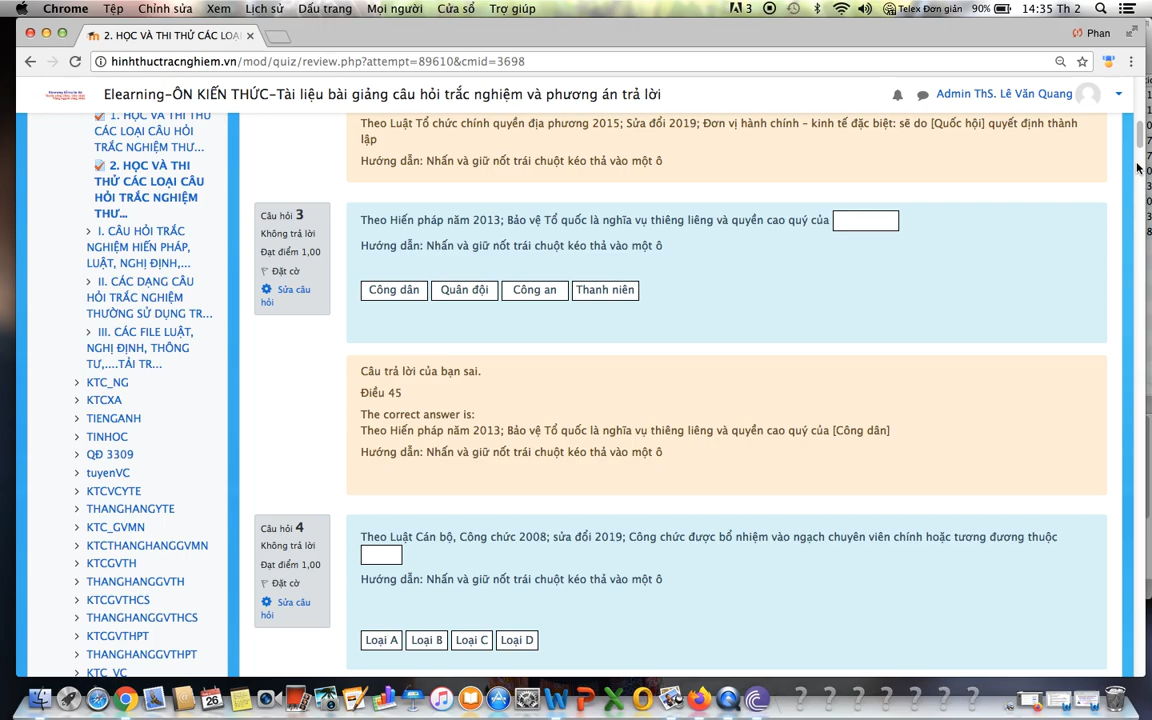 Chrome Tệp Chỉnh sửa Xem Lịch sử Dấu trang Mọi người Cửa sổ Trợ giúp 3 Telex Đơn giản 90% 14:35 Th 2
2. HỌC VÀ THI THỬ CÁC LOẠI
Phan
hinhthuctracnghiem.vn/mod/quiz/review.php?attempt=89610&cmid=3698
Elearning-ÔN KIẾN THỨC-Tài liệu bài giảng câu hỏi trắc nghiệm và phương án trả lời
Admin ThS. Lê Văn Quang
1. HỌC VÀ THI THỬ
CÁC LOẠI CÂU HỎI
TRẮC NGHIỆM THƯ...
2. HỌC VÀ THI
THỬ CÁC LOẠI CÂU
HỎI TRẮC NGHIỆM
THƯ...
I. CÂU HỎI TRẮC
NGHIỆM HIẾN PHÁP,
LUẬT, NGHỊ ĐỊNH,...
II. CÁC DẠNG CÂU
HỎI TRẮC NGHIỆM
THƯỜNG SỬ DỤNG TR...
III. CÁC FILE LUẬT,
NGHỊ ĐỊNH, THÔNG
TƯ,....TẢI TR...
KTC_NG
KTCXA
TIENGANH
TINHOC
QĐ 3309
tuyenVC
KTCVCYTE
THANGHANGYTE
KTC_GVMN
KTCTHANGHANGGVMN
KTCGVTH
THANGHANGGVTH
KTCGVTHCS
THANGHANGGVTHCS
KTCGVTHPT
THANGHANGGVTHPT
KTC_VC
Theo Luật Tổ chức chính quyền địa phương 2015; Sửa đổi 2019; Đơn vị hành chính – kinh tế đặc biệt: sẽ do [Quốc hội] quyết định thành
lập
Hướng dẫn: Nhấn và giữ nốt trái chuột kéo thả vào một ô
Câu hỏi 3
Không trả lời
Đạt điểm 1,00
Đặt cờ
Sửa câu
hỏi
Theo Hiến pháp năm 2013; Bảo vệ Tổ quốc là nghĩa vụ thiêng liêng và quyền cao quý của
Hướng dẫn: Nhấn và giữ nốt trái chuột kéo thả vào một ô
Công dân Quân đội Công an Thanh niên
Câu trả lời của bạn sai.
Điều 45
The correct answer is:
Theo Hiến pháp năm 2013; Bảo vệ Tổ quốc là nghĩa vụ thiêng liêng và quyền cao quý của [Công dân]
Hướng dẫn: Nhấn và giữ nốt trái chuột kéo thả vào một ô
Câu hỏi 4
Không trả lời
Đạt điểm 1,00
Đặt cờ
Sửa câu
hỏi
Theo Luật Cán bộ, Công chức 2008; sửa đổi 2019; Công chức được bổ nhiệm vào ngạch chuyên viên chính hoặc tương đương thuộc
Hướng dẫn: Nhấn và giữ nốt trái chuột kéo thả vào một ô
Loại A Loại B Loại C Loại D